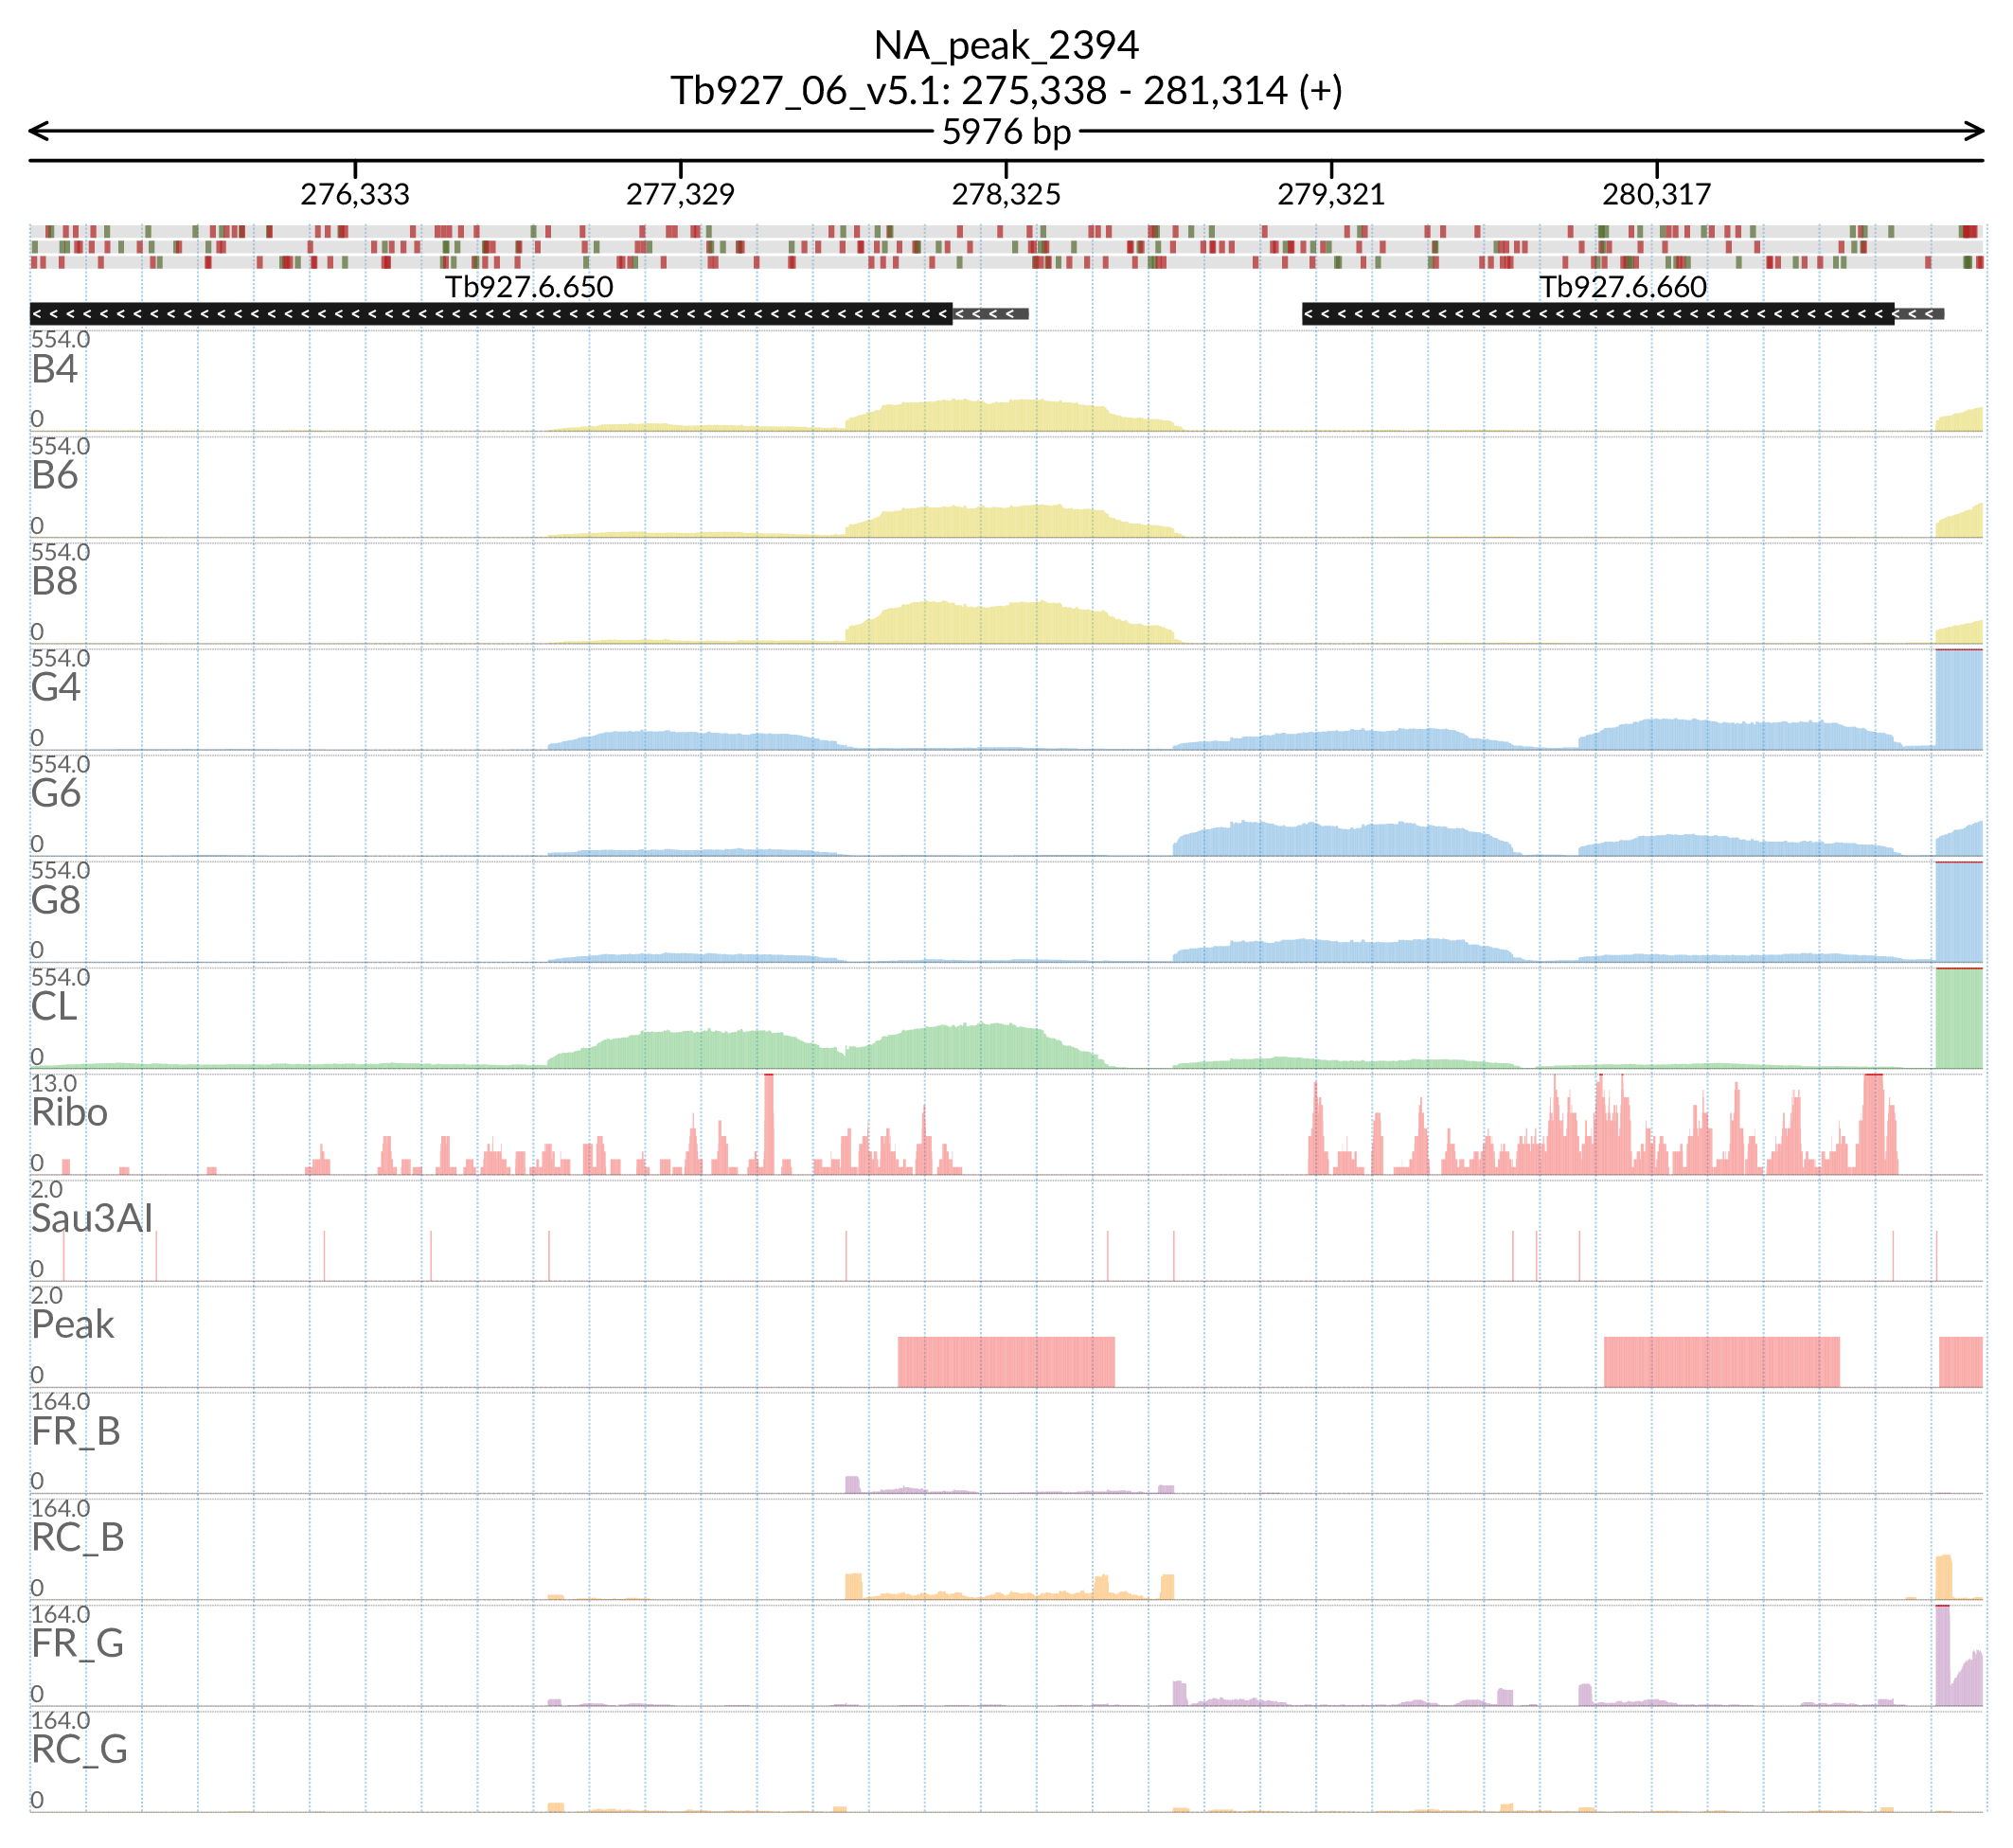 NA_peak_2394
Tb927_06_v5.1: 275,338 - 281,314 (+)
5976 bp
276,333 277,329 278,325 279,321 280,317
Tb927.6.650 Tb927.6.660
554.0
B4
0
554.0
B6
0
554.0
B8
0
554.0
G4
0
554.0
G6
0
554.0
G8
0
554.0
CL
0
13.0
Ribo
0
2.0
Sau3AI
0
2.0
Peak
0
164.0
FR_B
0
164.0
RC_B
0
164.0
FR_G
0
164.0
RC_G
0